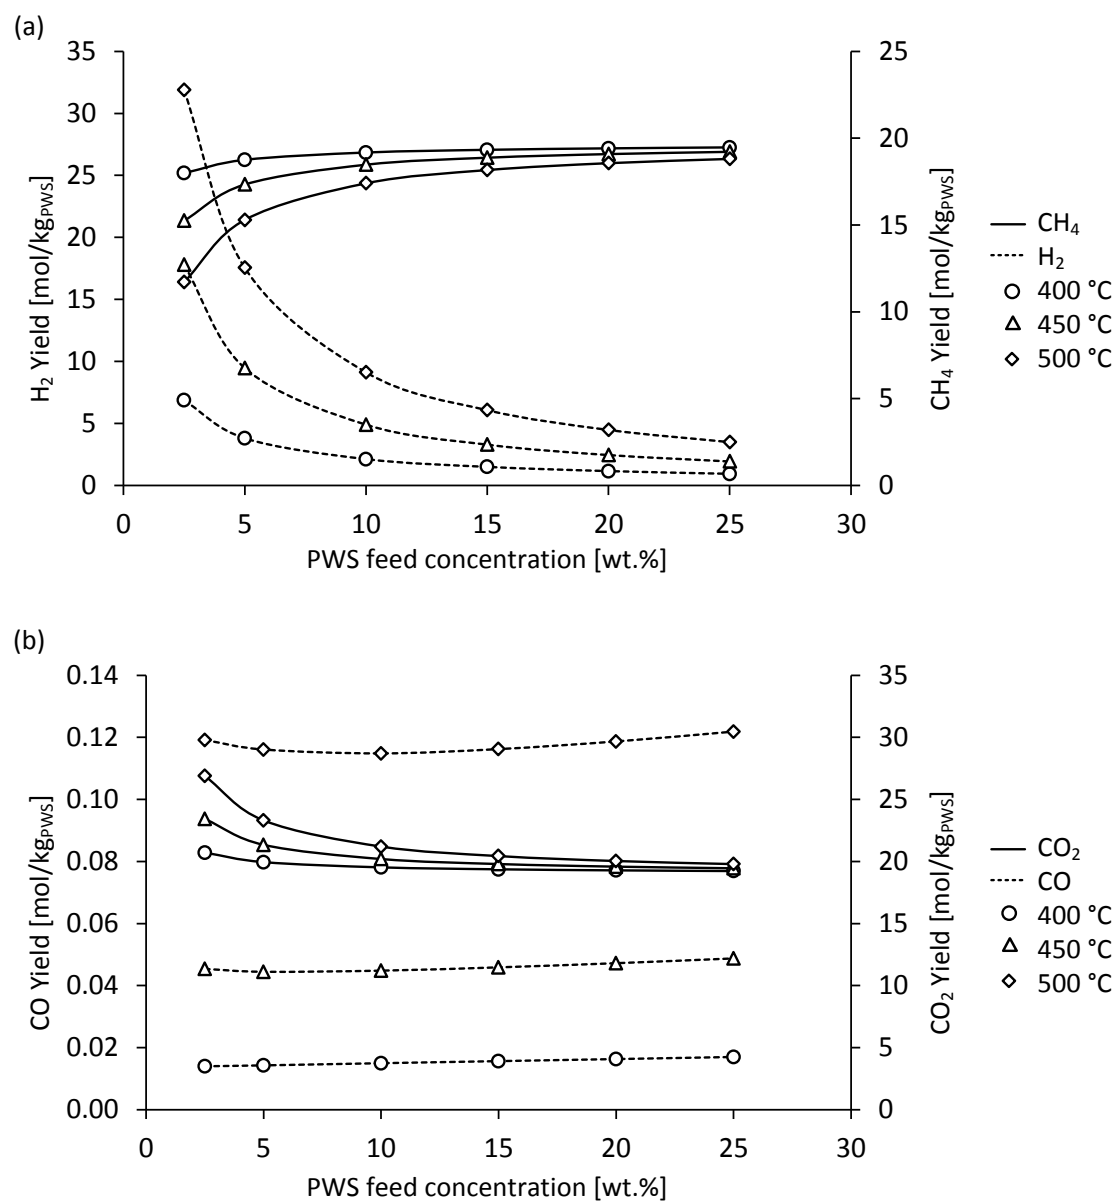 (a)
35
30
25
20
15
10
5
0
H₂ Yield [mol/kg_PWS]
25
20
15
10
5
0
CH₄ Yield [mol/kg_PWS]
0 5 10 15 20 25 30
PWS feed concentration [wt.%]
CH₄
H₂
400 °C
450 °C
500 °C
(b)
0.14
0.12
0.10
0.08
0.06
0.04
0.02
0.00
CO Yield [mol/kg_PWS]
35
30
25
20
15
10
5
0
CO₂ Yield [mol/kg_PWS]
0 5 10 15 20 25 30
PWS feed concentration [wt.%]
CO₂
CO
400 °C
450 °C
500 °C